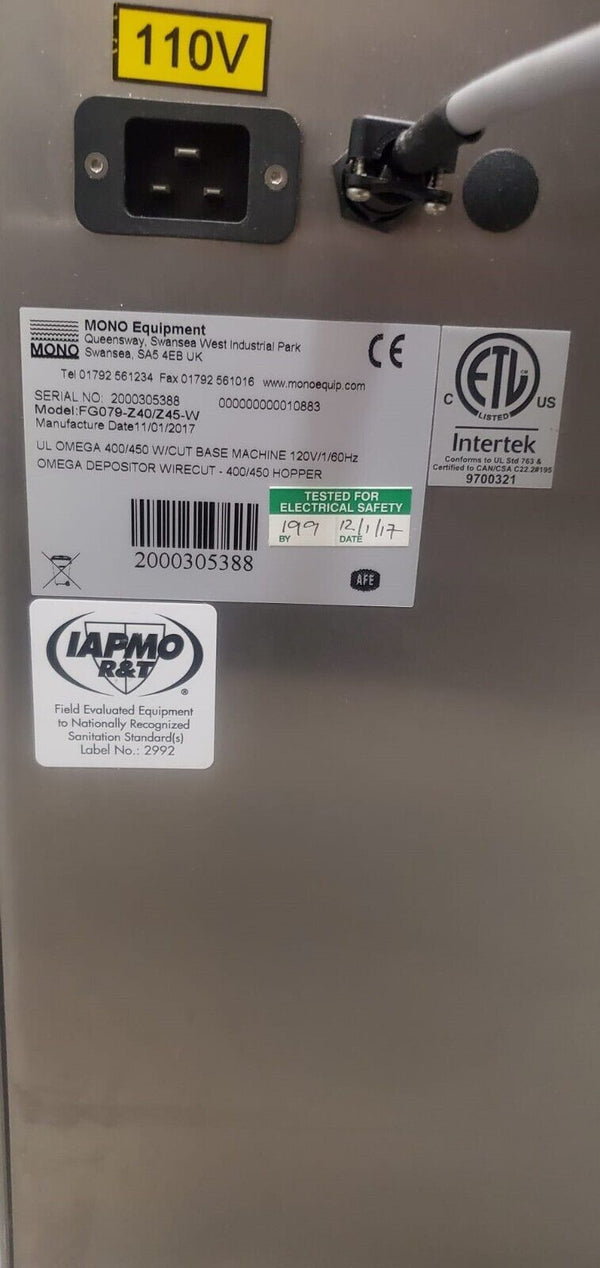 110V
MONO
MONO Equipment
Queensway, Swansea West Industrial Park
Swansea, SA5 4EB UK
Tel 01792 561234 Fax 01792 561016 www.monoequip.com
CE
SERIAL NO: 2000305388 000000000010883
Model:FG079-Z40/Z45-W
Manufacture Date11/01/2017
UL OMEGA 400/450 W/CUT BASE MACHINE 120V/1/60Hz
OMEGA DEPOSITOR WIRECUT - 400/450 HOPPER
TESTED FOR
ELECTRICAL SAFETY
199 12/1/17
BY DATE
2000305388
AFE
ETL
CM
LISTED
C US
Intertek
Conforms to UL Std 763 &
Certified to CAN/CSA C22.2#195
9700321
IAPMO
R&T
®
Field Evaluated Equipment
to Nationally Recognized
Sanitation Standard(s)
Label No.: 2992